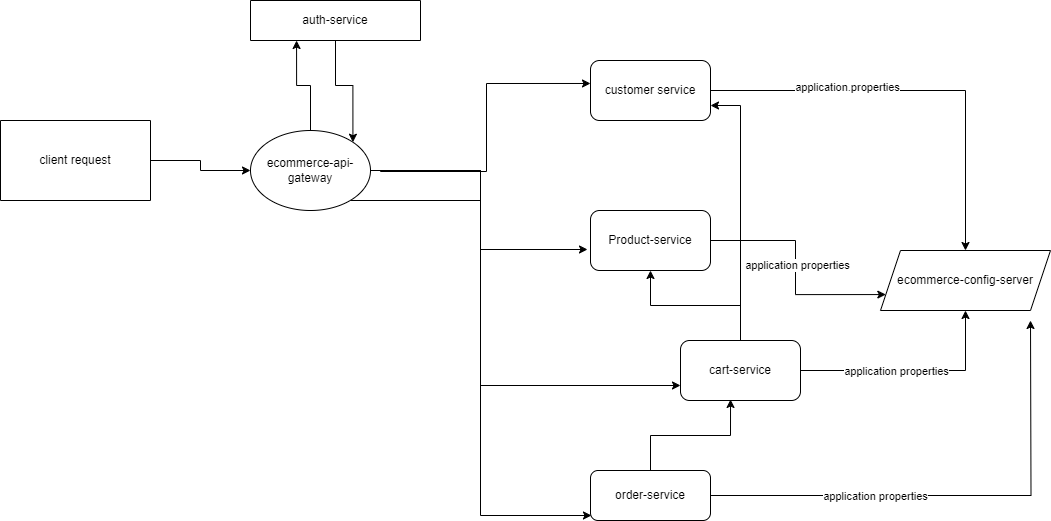 auth-service
customer service
application.properties
client request
ecommerce-api-
gateway
Product-service
application properties
ecommerce-config-server
cart-service
application properties
order-service
application properties